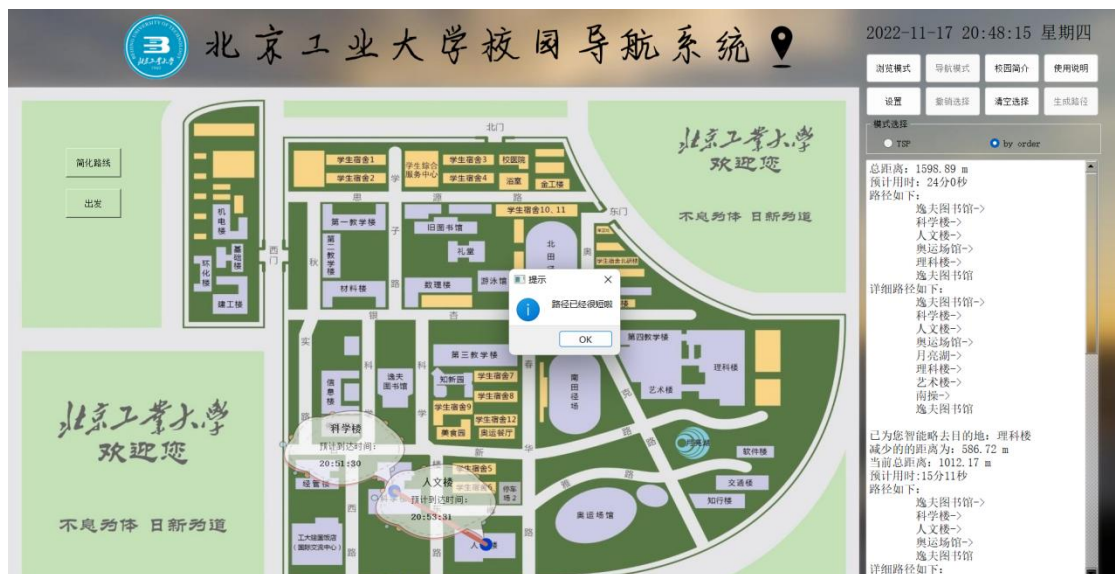 北京工业大学校园导航系统
2022-11-17 20:48:15 星期四
浏览模式 导航模式 校园简介 使用说明
设置 撤销选择 清空选择 生成路径
模式选择
TSP by order
简化路线
出发
北京工业大学
欢迎您
不息为体 日新为道
北门
学生宿舍1
学生宿舍2
学生综合
服务中心
学生宿舍3
学生宿舍4
校医院
浴室
金工楼
学生宿舍10、11
东门
西门
机电楼
基础楼
环化楼
建工楼
第一教学楼
第二教学楼
旧图书馆
礼堂
材料楼
数理楼
游泳馆
提示
路径已经很短啦
OK
第三教学楼
第四教学楼
理科楼
艺术楼
信息楼
逸夫
图书馆
知新园
学生宿舍7
学生宿舍8
学生宿舍9
学生宿舍12
美食园
奥运餐厅
南田径场
北京工业大学
欢迎您
不息为体 日新为道
科学楼
预计到达时间：
20:51:30
人文楼
预计到达时间：
20:53:31
经管楼
学生宿舍5
停车
场2
软件楼
交通楼
知行楼
奥运场馆
工大建国饭店
（国际交流中心）
总距离：1598.89 m
预计用时：24分0秒
路径如下：
逸夫图书馆->
科学楼->
人文楼->
奥运场馆->
理科楼->
逸夫图书馆
详细路径如下：
逸夫图书馆->
科学楼->
人文楼->
奥运场馆->
月亮湖->
理科楼->
艺术楼->
南操->
逸夫图书馆
已为您智能略去目的地：理科楼
减少的的距离为：586.72 m
当前总距离：1012.17 m
预计用时:15分11秒
路径如下：
逸夫图书馆->
科学楼->
人文楼->
奥运场馆->
逸夫图书馆
详细路径如下：